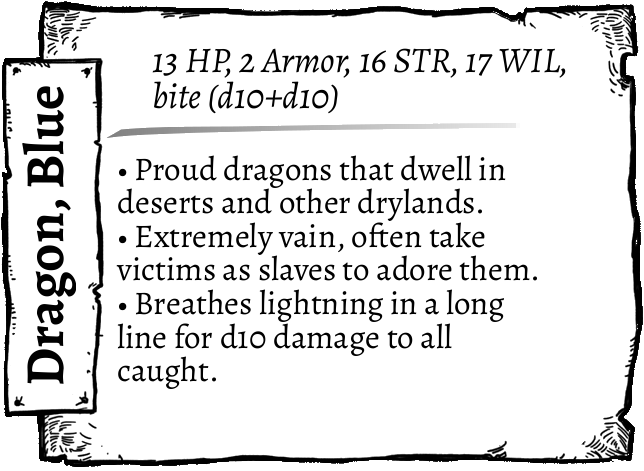 Dragon, Blue
13 HP, 2 Armor, 16 STR, 17 WIL,
bite (d10+d10)
• Proud dragons that dwell in
deserts and other drylands.
• Extremely vain, often take
victims as slaves to adore them.
• Breathes lightning in a long
line for d10 damage to all
caught.